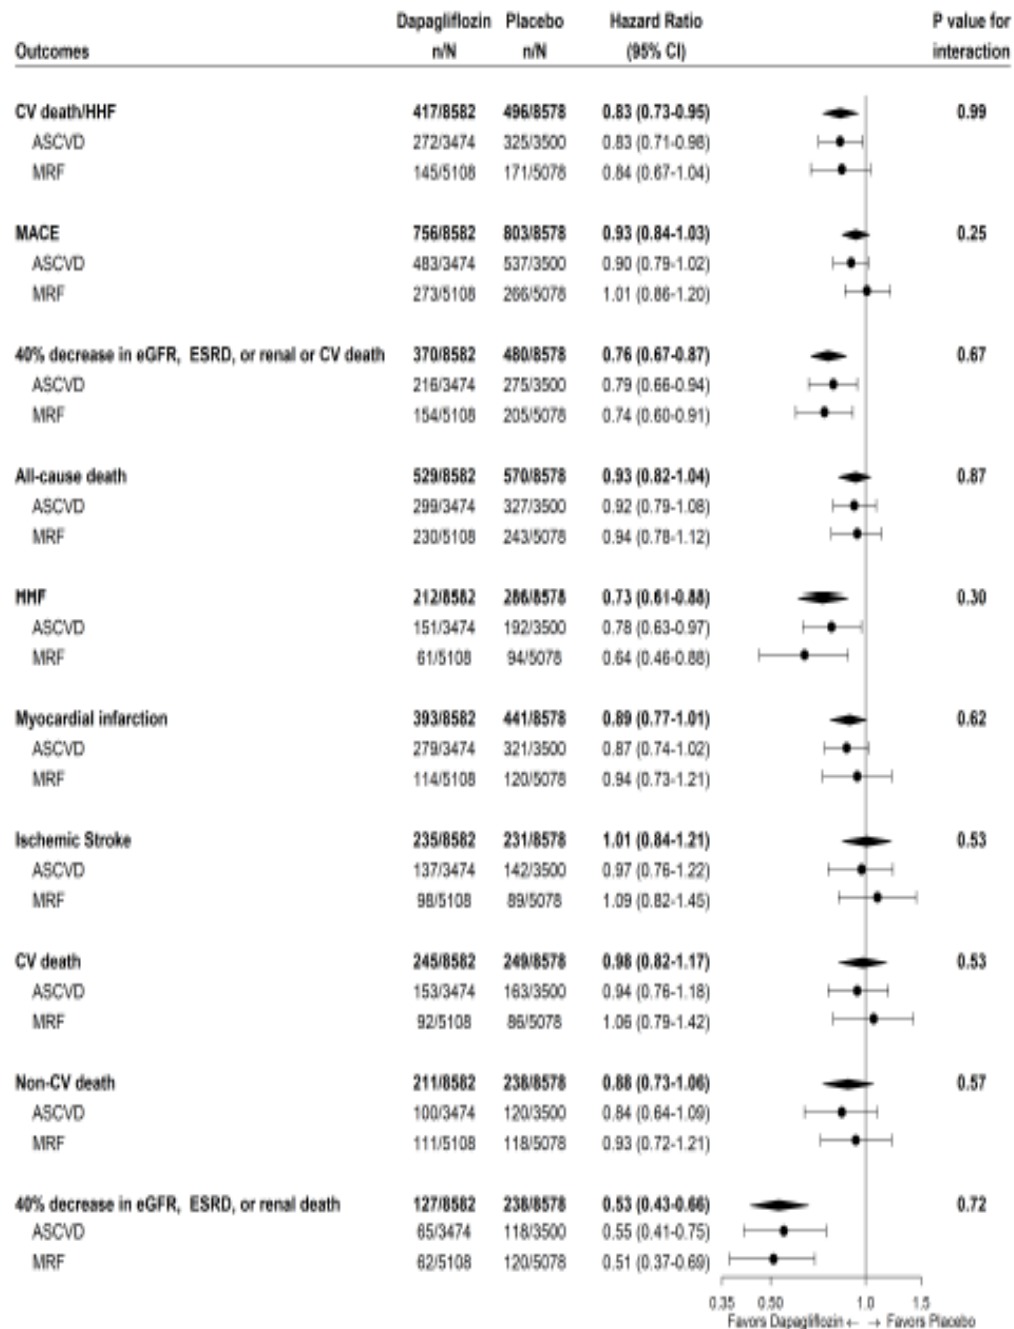 Dapagliflozin Placebo Hazard Ratio P value for
Outcomes n/N n/N (95% CI) interaction
CV death/HHF 417/8582 496/8578 0.83 (0.73-0.95) 0.99
ASCVD 272/3474 325/3500 0.83 (0.71-0.98)
MRF 145/5108 171/5078 0.84 (0.67-1.04)
MACE 756/8582 803/8578 0.93 (0.84-1.03) 0.25
ASCVD 483/3474 537/3500 0.90 (0.79-1.02)
MRF 273/5108 266/5078 1.01 (0.86-1.20)
40% decrease in eGFR, ESRD, or renal or CV death 370/8582 480/8578 0.76 (0.67-0.87) 0.67
ASCVD 216/3474 275/3500 0.79 (0.66-0.94)
MRF 154/5108 205/5078 0.74 (0.60-0.91)
All-cause death 529/8582 570/8578 0.93 (0.82-1.04) 0.87
ASCVD 299/3474 327/3500 0.92 (0.79-1.08)
MRF 230/5108 243/5078 0.94 (0.78-1.12)
HHF 212/8582 286/8578 0.73 (0.61-0.88) 0.30
ASCVD 151/3474 192/3500 0.78 (0.63-0.97)
MRF 61/5108 94/5078 0.64 (0.46-0.88)
Myocardial infarction 393/8582 441/8578 0.89 (0.77-1.01) 0.62
ASCVD 279/3474 321/3500 0.87 (0.74-1.02)
MRF 114/5108 120/5078 0.94 (0.73-1.21)
Ischemic Stroke 235/8582 231/8578 1.01 (0.84-1.21) 0.53
ASCVD 137/3474 142/3500 0.97 (0.76-1.22)
MRF 98/5108 89/5078 1.09 (0.82-1.45)
CV death 245/8582 249/8578 0.98 (0.82-1.17) 0.53
ASCVD 153/3474 163/3500 0.94 (0.76-1.18)
MRF 92/5108 86/5078 1.06 (0.79-1.42)
Non-CV death 211/8582 238/8578 0.88 (0.73-1.06) 0.57
ASCVD 100/3474 120/3500 0.84 (0.64-1.09)
MRF 111/5108 118/5078 0.93 (0.72-1.21)
40% decrease in eGFR, ESRD, or renal death 127/8582 238/8578 0.53 (0.43-0.66) 0.72
ASCVD 65/3474 118/3500 0.55 (0.41-0.75)
MRF 62/5108 120/5078 0.51 (0.37-0.69)
0.35 0.50 1.0 1.5
Favors Dapagliflozin ← → Favors Placebo